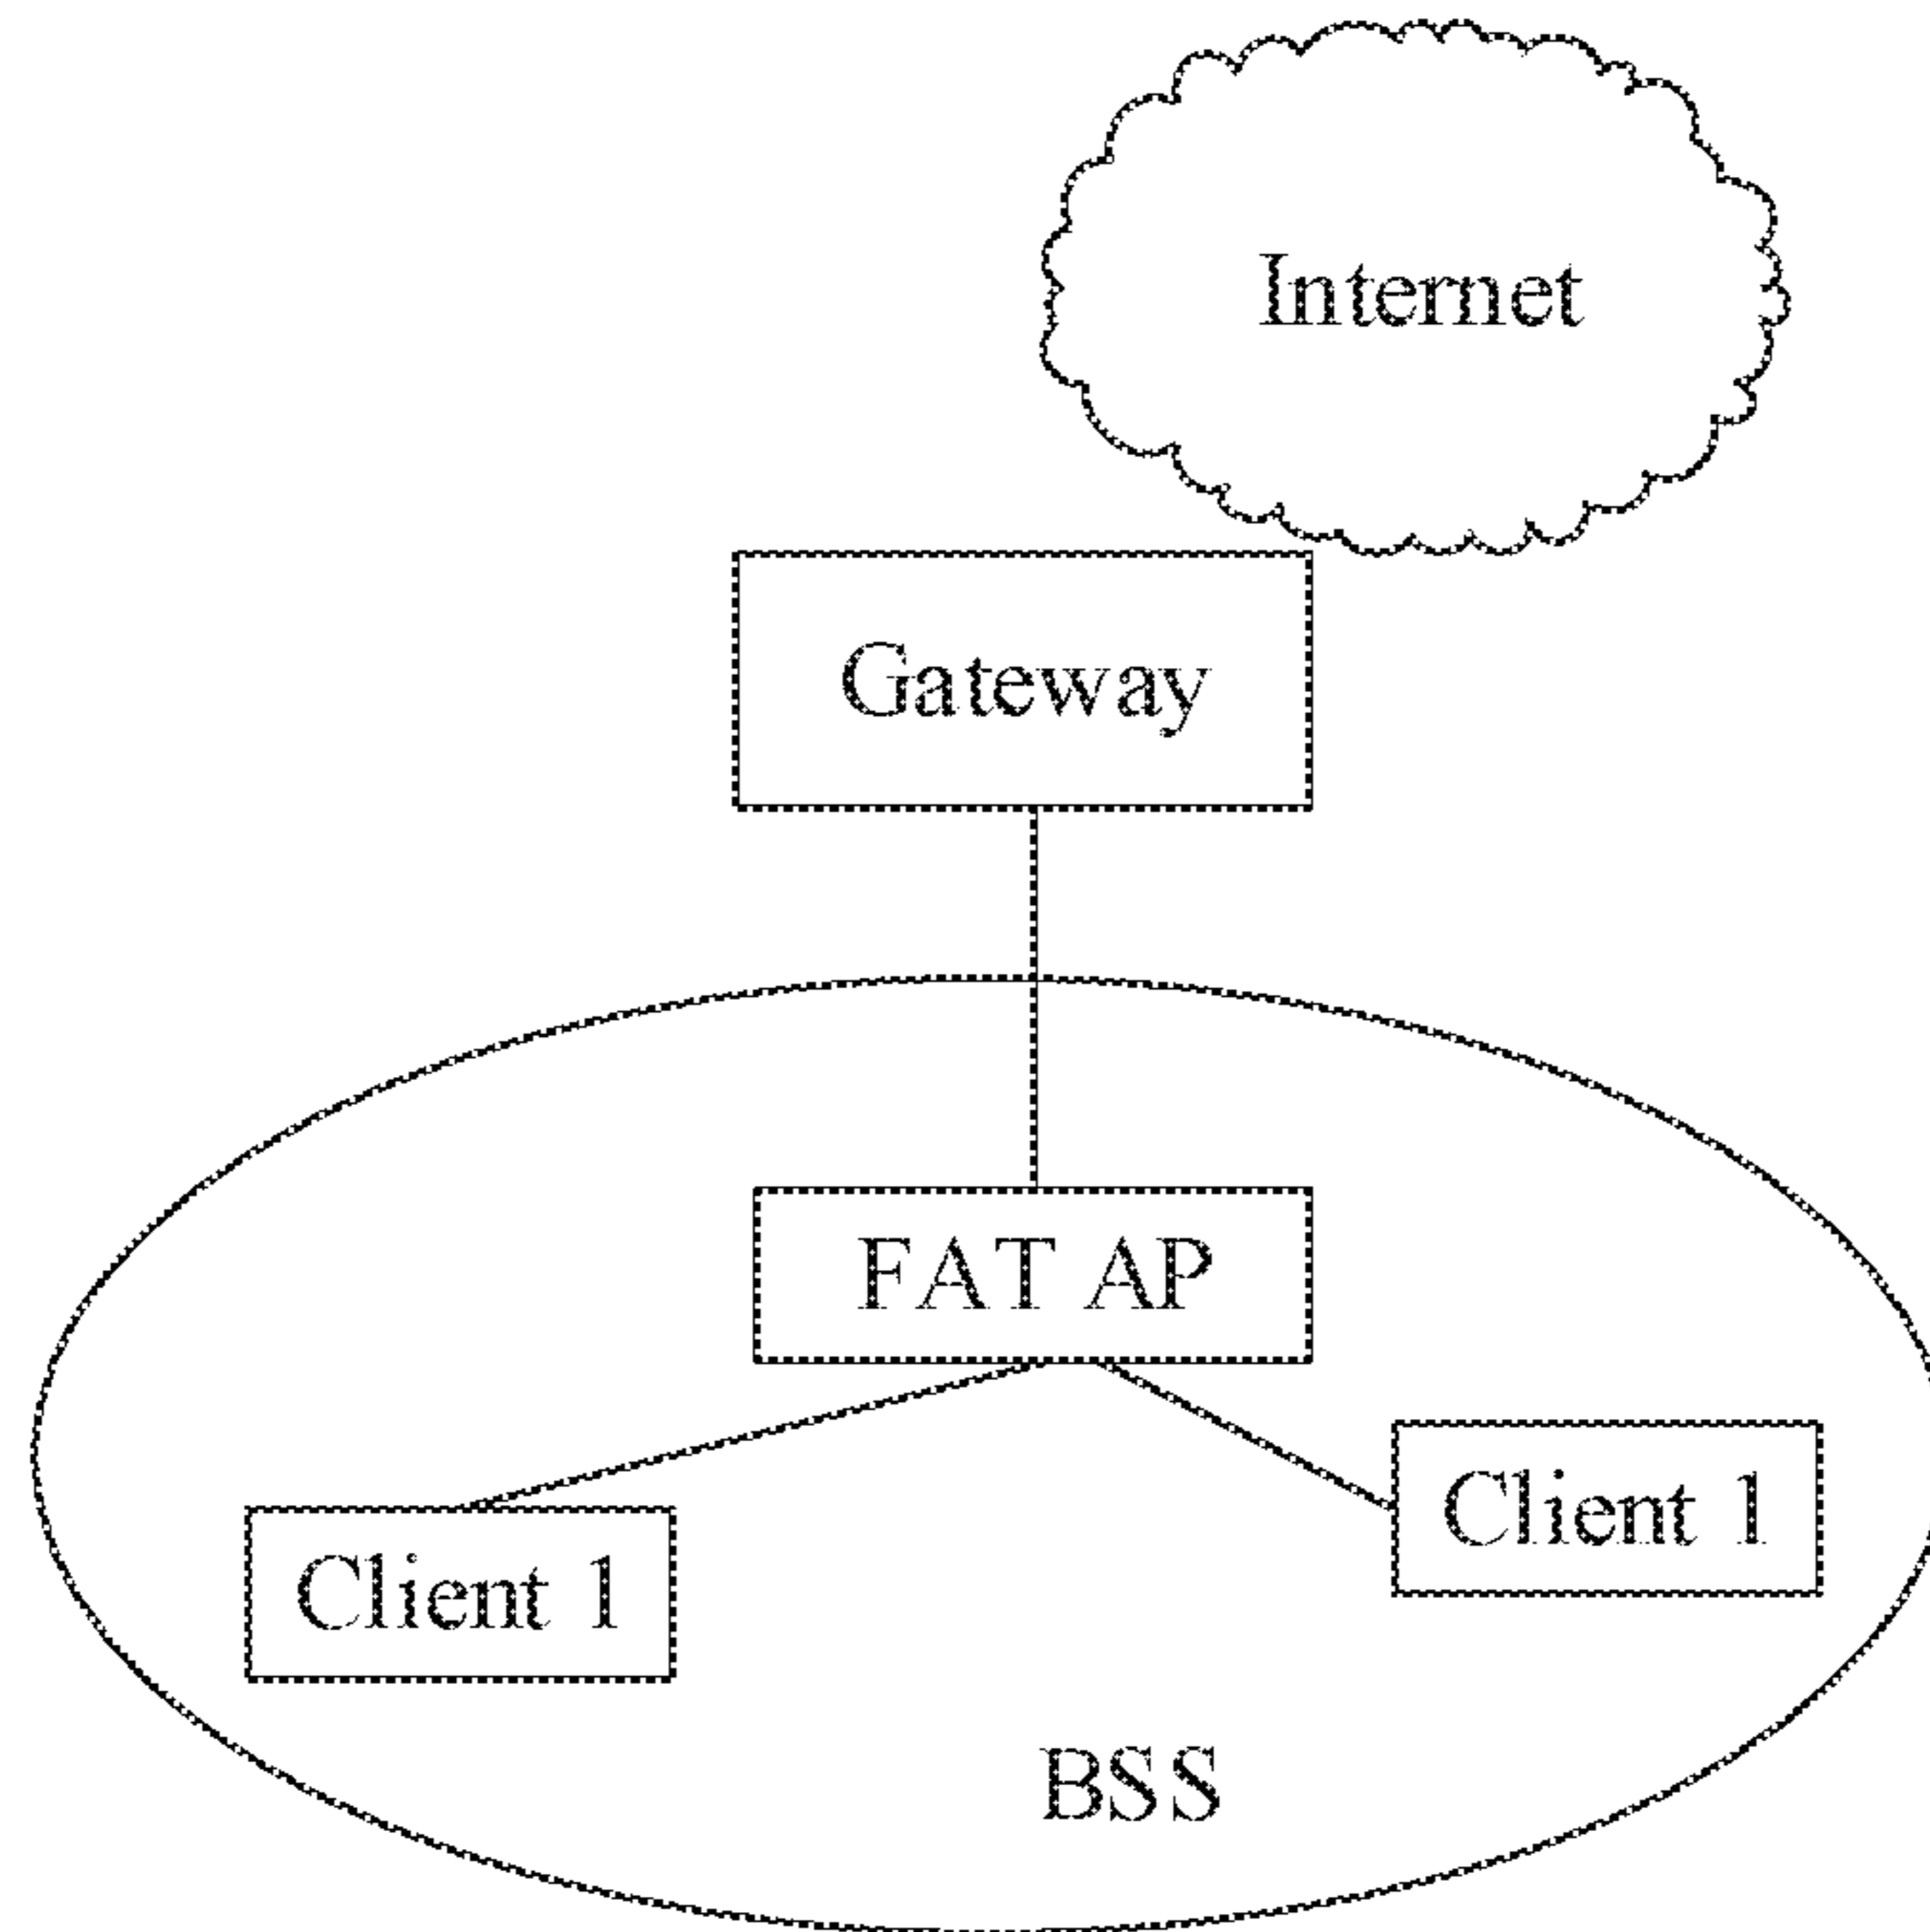 Internet
Gateway
FAT AP
Client 1
Client 1
BSS